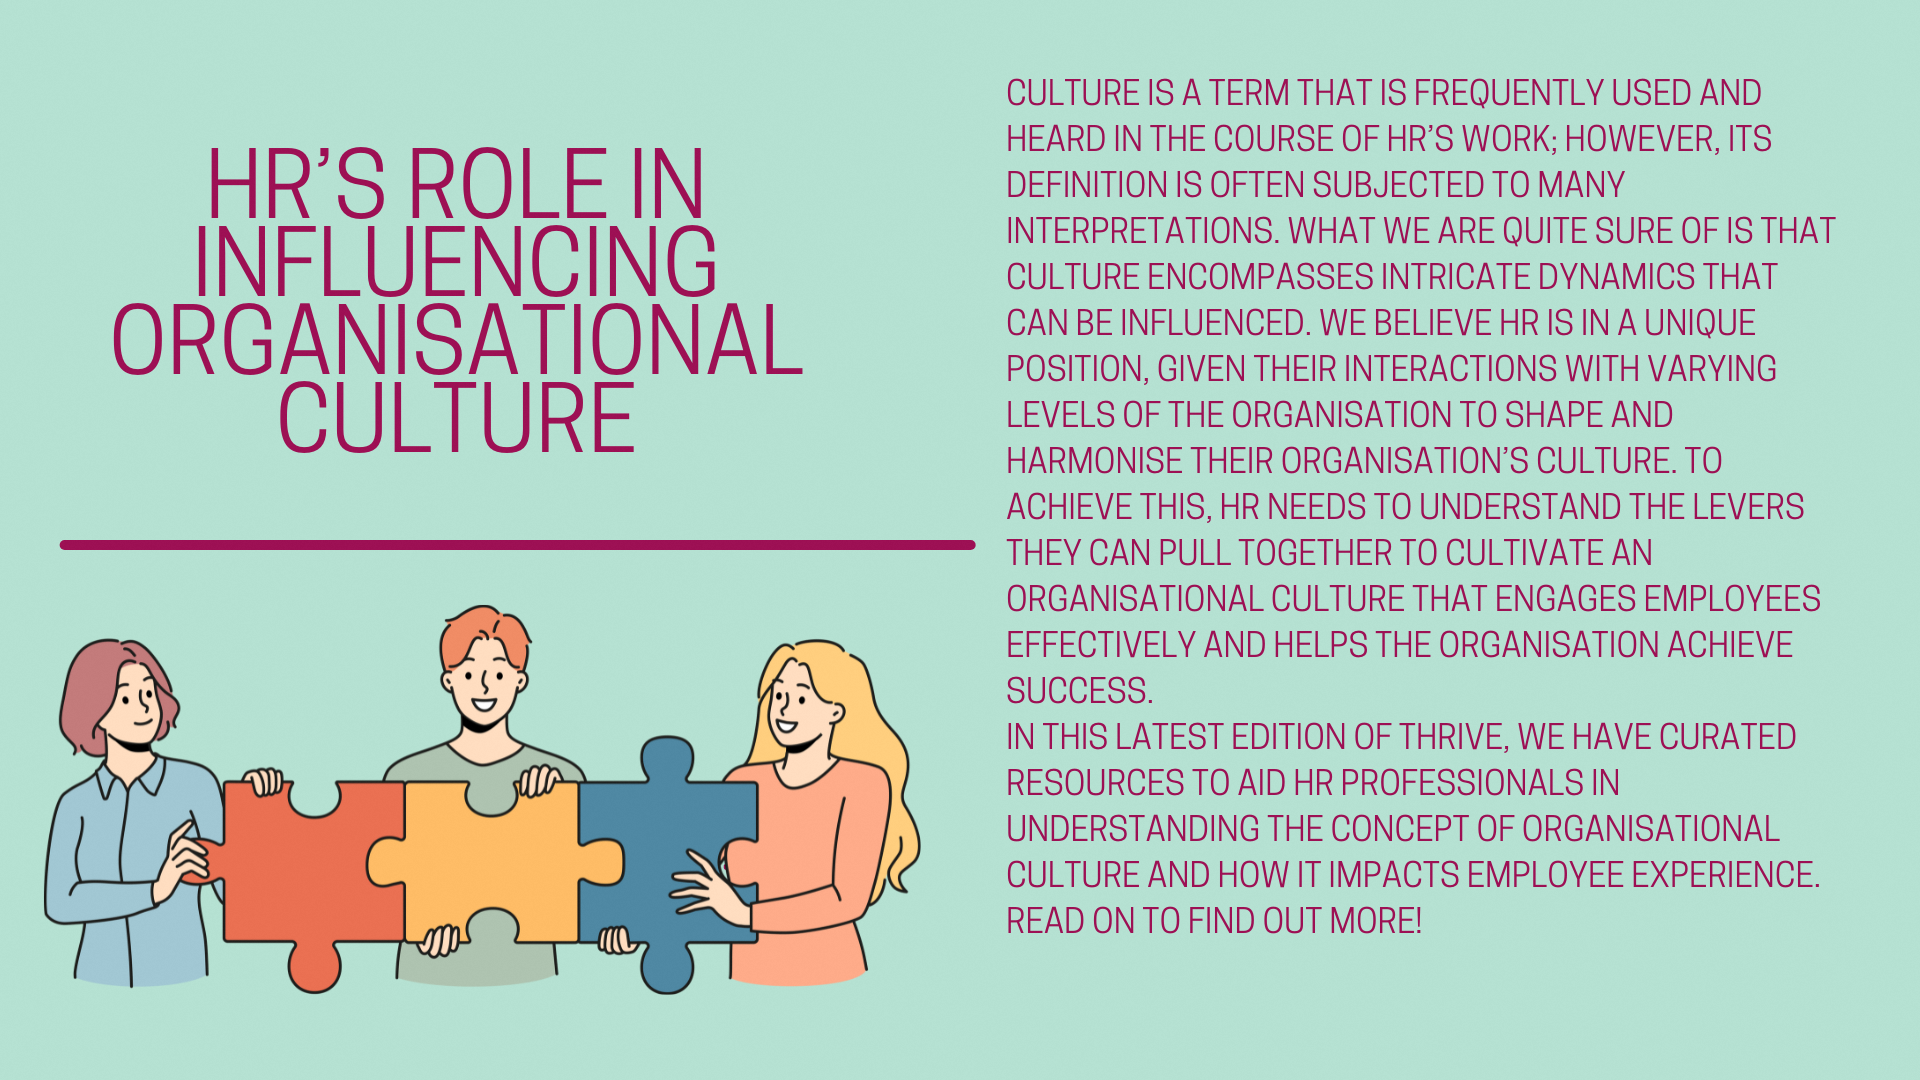 HR’S ROLE IN
INFLUENCING
ORGANISATIONAL
CULTURE
CULTURE IS A TERM THAT IS FREQUENTLY USED AND
HEARD IN THE COURSE OF HR’S WORK; HOWEVER, ITS
DEFINITION IS OFTEN SUBJECTED TO MANY
INTERPRETATIONS. WHAT WE ARE QUITE SURE OF IS THAT
CULTURE ENCOMPASSES INTRICATE DYNAMICS THAT
CAN BE INFLUENCED. WE BELIEVE HR IS IN A UNIQUE
POSITION, GIVEN THEIR INTERACTIONS WITH VARYING
LEVELS OF THE ORGANISATION TO SHAPE AND
HARMONISE THEIR ORGANISATION’S CULTURE. TO
ACHIEVE THIS, HR NEEDS TO UNDERSTAND THE LEVERS
THEY CAN PULL TOGETHER TO CULTIVATE AN
ORGANISATIONAL CULTURE THAT ENGAGES EMPLOYEES
EFFECTIVELY AND HELPS THE ORGANISATION ACHIEVE
SUCCESS.
IN THIS LATEST EDITION OF THRIVE, WE HAVE CURATED
RESOURCES TO AID HR PROFESSIONALS IN
UNDERSTANDING THE CONCEPT OF ORGANISATIONAL
CULTURE AND HOW IT IMPACTS EMPLOYEE EXPERIENCE.
READ ON TO FIND OUT MORE!